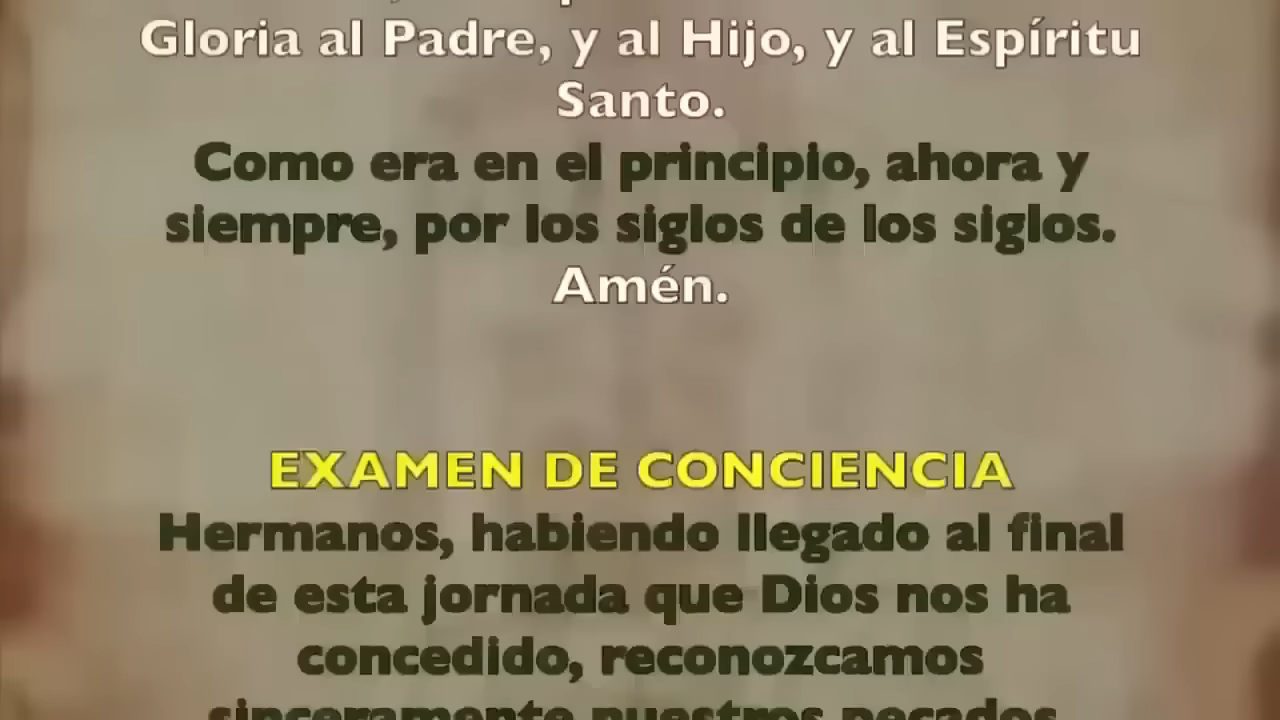 Gloria al Padre, y al Hijo, y al Espíritu
Santo.
Como era en el principio, ahora y
siempre, por los siglos de los siglos.
Amén.
EXAMEN DE CONCIENCIA
Hermanos, habiendo llegado al final
de esta jornada que Dios nos ha
concedido, reconozcamos
sinceramente nuestros pecados.